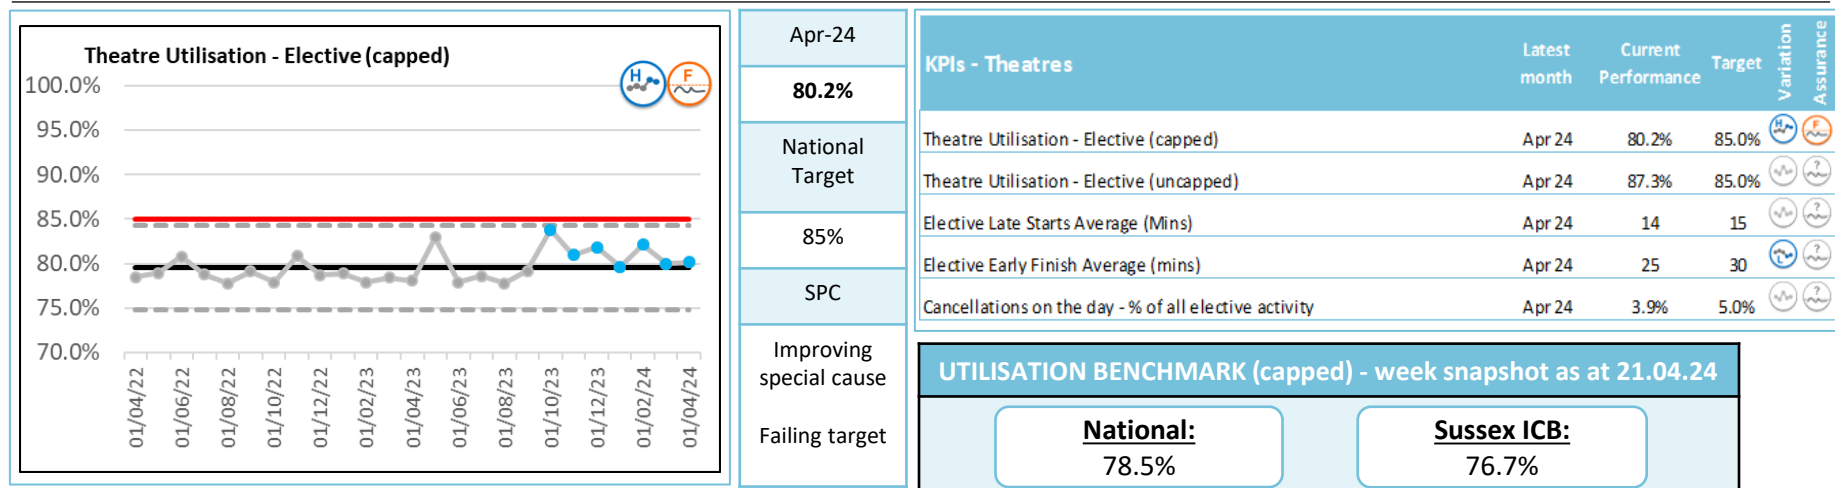 Theatre Utilisation - Elective (capped)
H
F
100.0%
95.0%
90.0%
85.0%
80.0%
75.0%
70.0%
01/04/22
01/06/22
01/08/22
01/10/22
01/12/22
01/02/23
01/04/23
01/06/23
01/08/23
01/10/23
01/12/23
01/02/24
01/04/24
Apr-24
80.2%
National
Target
85%
SPC
Improving
special cause
Failing target
KPIs - Theatres Latest month Current Performance Target Variation Assurance
Theatre Utilisation - Elective (capped) Apr 24 80.2% 85.0% H F
Theatre Utilisation - Elective (uncapped) Apr 24 87.3% 85.0% ?
Elective Late Starts Average (Mins) Apr 24 14 15 ?
Elective Early Finish Average (mins) Apr 24 25 30 L ?
Cancellations on the day - % of all elective activity Apr 24 3.9% 5.0% ?
UTILISATION BENCHMARK (capped) - week snapshot as at 21.04.24
National:
78.5%
Sussex ICB:
76.7%